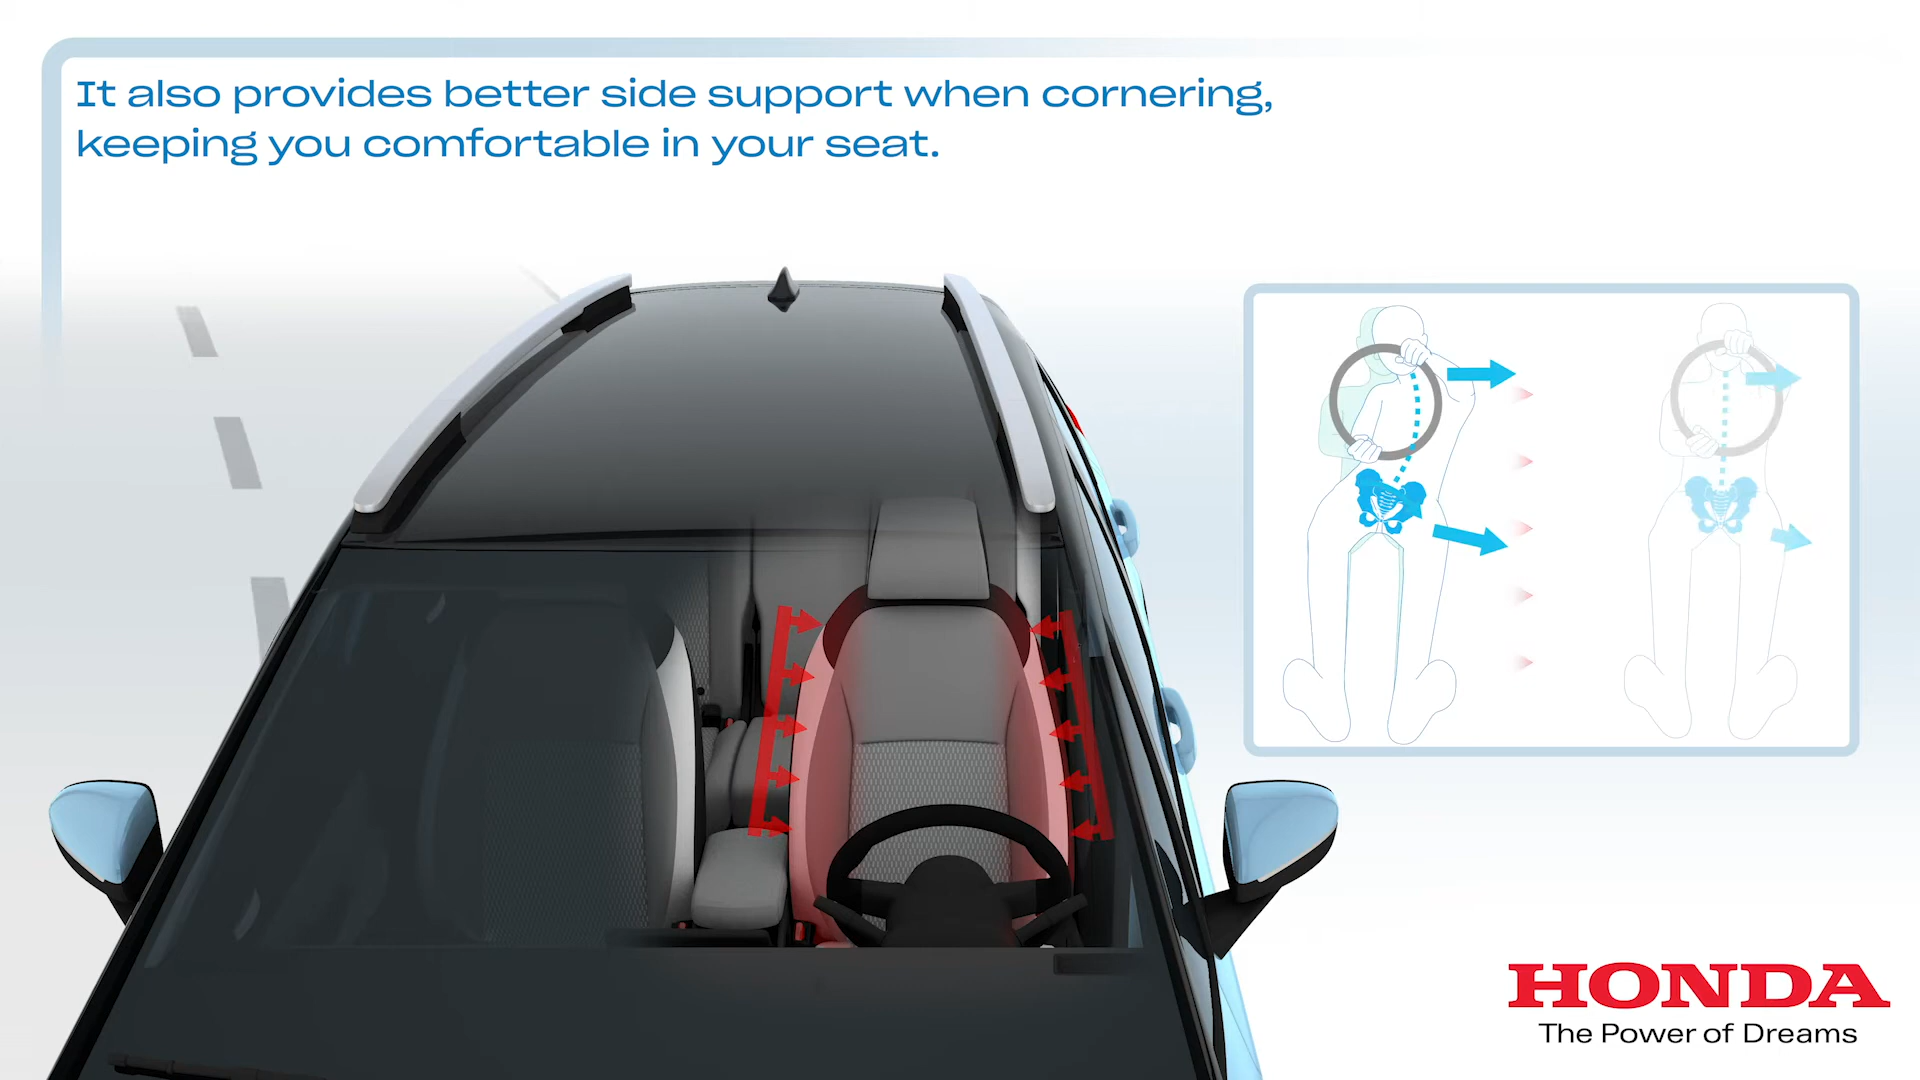 It also provides better side support when cornering,
keeping you comfortable in your seat.
HONDA
The Power of Dreams